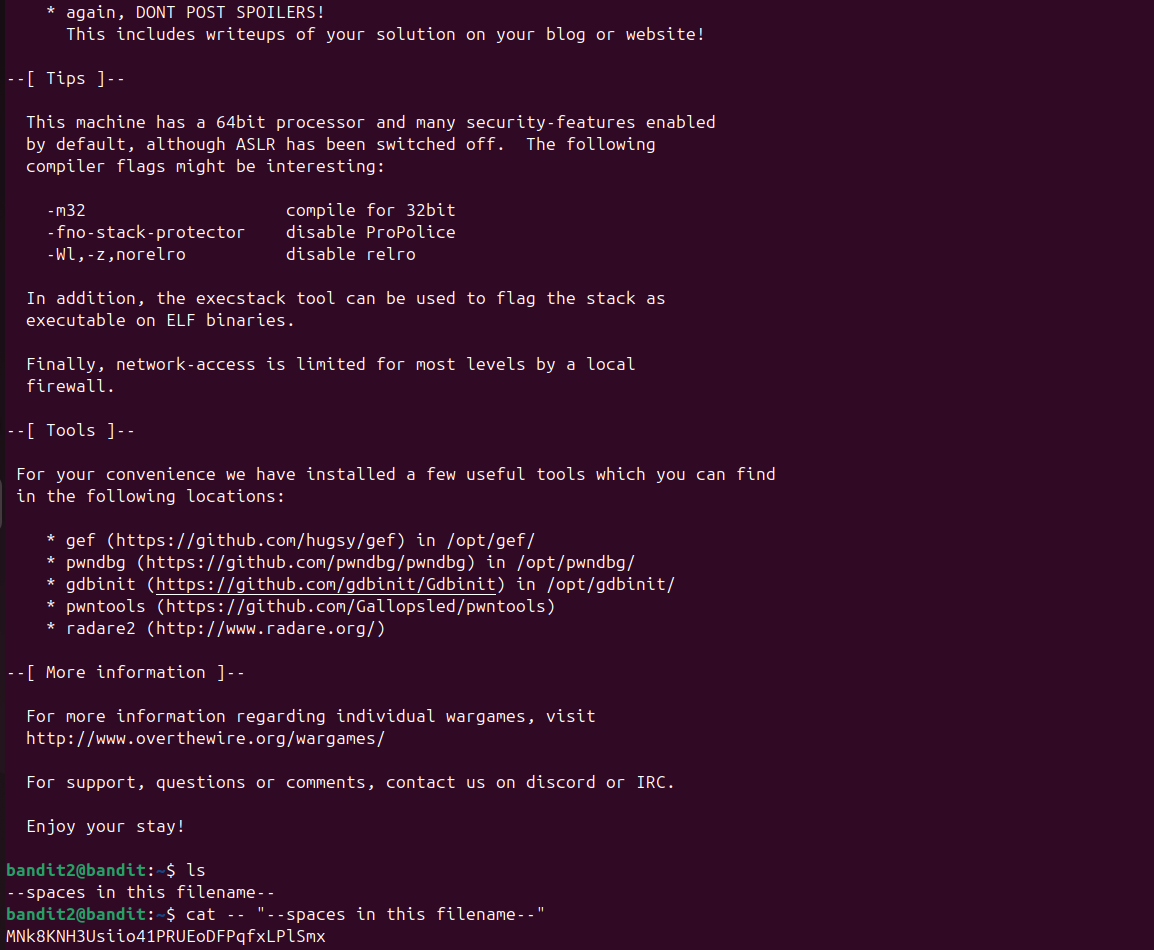 * again, DONT POST SPOILERS!
This includes writeups of your solution on your blog or website!
--[ Tips ]--
This machine has a 64bit processor and many security-features enabled
by default, although ASLR has been switched off.  The following
compiler flags might be interesting:
-m32                    compile for 32bit
-fno-stack-protector    disable ProPolice
-Wl,-z,norelro          disable relro
In addition, the execstack tool can be used to flag the stack as
executable on ELF binaries.
Finally, network-access is limited for most levels by a local
firewall.
--[ Tools ]--
For your convenience we have installed a few useful tools which you can find
in the following locations:
* gef (https://github.com/hugsy/gef) in /opt/gef/
* pwndbg (https://github.com/pwndbg/pwndbg) in /opt/pwndbg/
* gdbinit (https://github.com/gdbinit/Gdbinit) in /opt/gdbinit/
* pwntools (https://github.com/Gallopsled/pwntools)
* radare2 (http://www.radare.org/)
--[ More information ]--
For more information regarding individual wargames, visit
http://www.overthewire.org/wargames/
For support, questions or comments, contact us on discord or IRC.
Enjoy your stay!
bandit2@bandit:~$ ls
--spaces in this filename--
bandit2@bandit:~$ cat -- "--spaces in this filename--"
MNk8KNH3Usiio41PRUEoDFPqfxLPlSmx